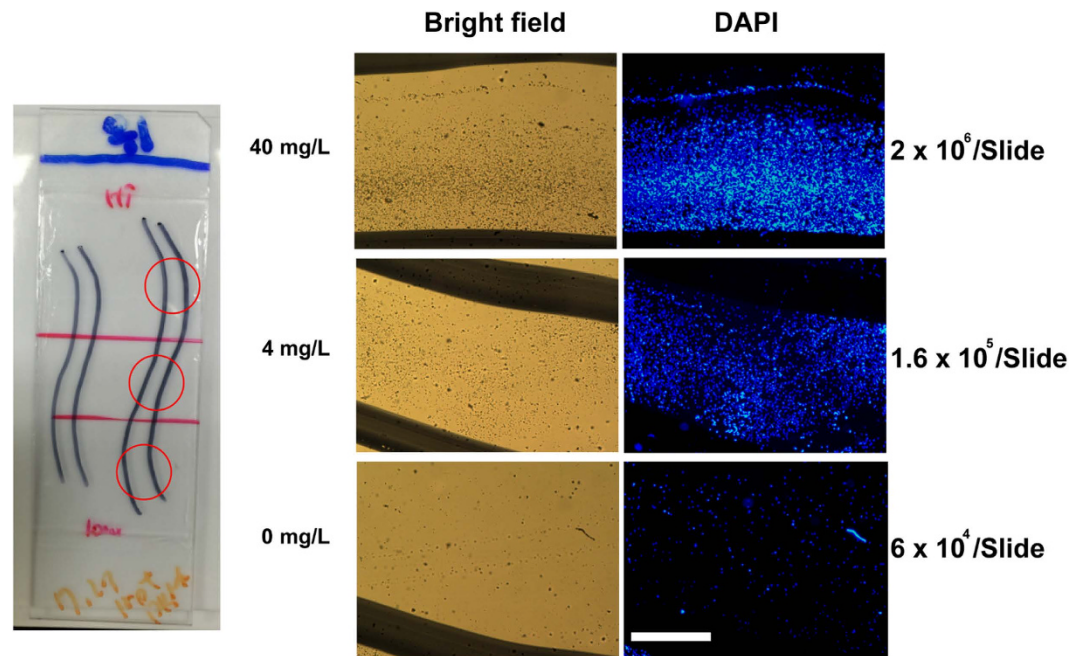 Bright field
DAPI
Hi
low
40 mg/L
2 x 10⁶/Slide
4 mg/L
1.6 x 10⁵/Slide
0 mg/L
6 x 10⁴/Slide